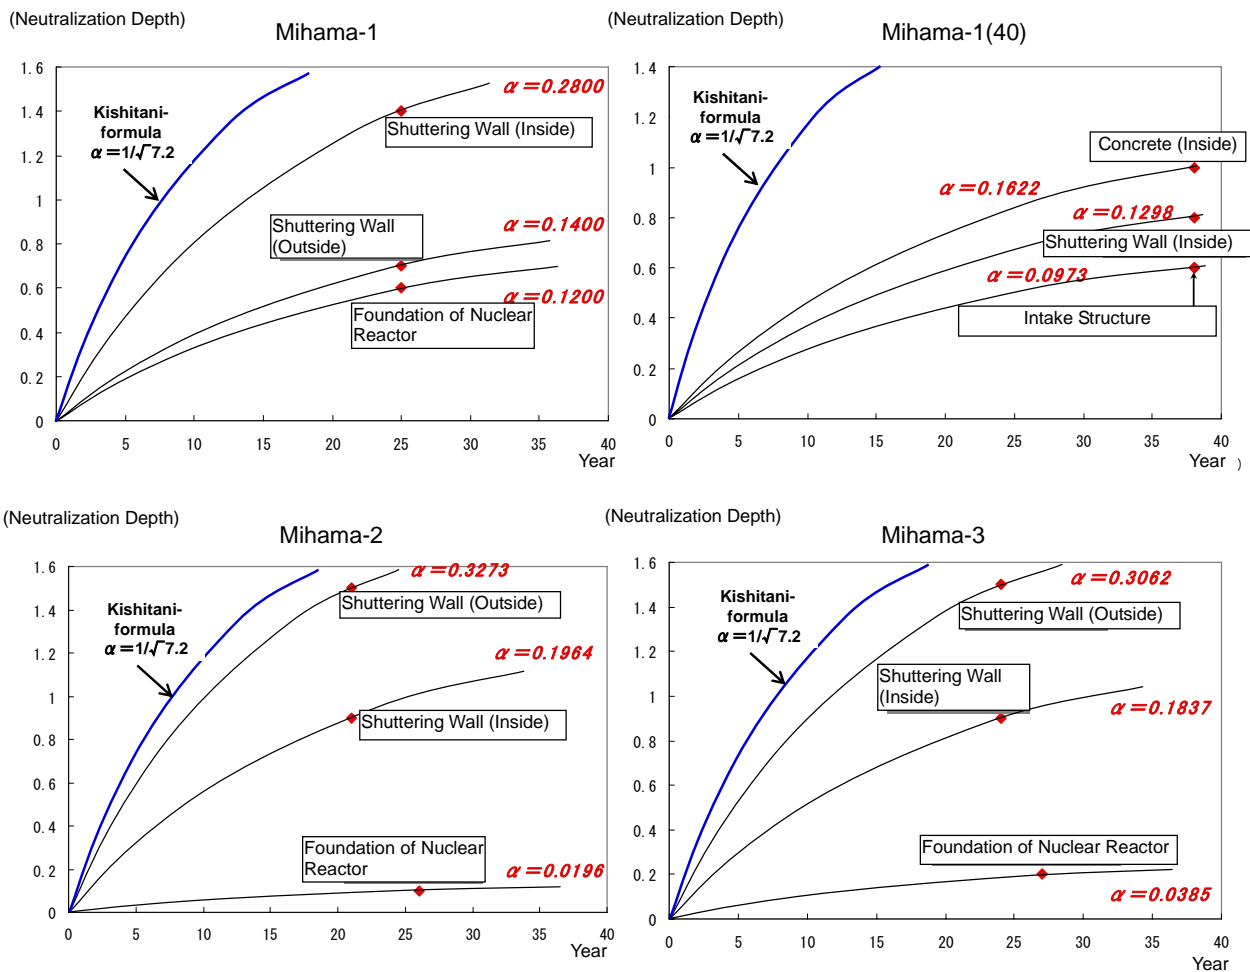 (Neutralization Depth)
Mihama-1
1.6
1.4
1.2
1
0.8
0.6
0.4
0.2
0
0
5
10
15
20
25
30
35
40
Year
Kishitani-
formula
α=1/√7.2
α=0.2800
Shuttering Wall (Inside)
Shuttering Wall
(Outside)
α=0.1400
α=0.1200
Foundation of Nuclear
Reactor
(Neutralization Depth)
Mihama-1(40)
1.4
1.2
1
0.8
0.6
0.4
0.2
0
0
5
10
15
20
25
30
35
40
Year )
Kishitani-
formula
α=1/√7.2
Concrete (Inside)
α=0.1622
α=0.1298
Shuttering Wall (Inside)
α=0.0973
Intake Structure
(Neutralization Depth)
Mihama-2
1.6
1.4
1.2
1
0.8
0.6
0.4
0.2
0
0
5
10
15
20
25
30
35
40
Year
Kishitani-
formula
α=1/√7.2
α=0.3273
Shuttering Wall (Outside)
α=0.1964
Shuttering Wall (Inside)
Foundation of Nuclear
Reactor
α=0.0196
(Neutralization Depth)
Mihama-3
1.6
1.4
1.2
1
0.8
0.6
0.4
0.2
0
0
5
10
15
20
25
30
35
40
Year
Kishitani-
formula
α=1/√7.2
α=0.3062
Shuttering Wall (Outside)
Shuttering Wall
(Inside)
α=0.1837
Foundation of Nuclear Reactor
α=0.0385